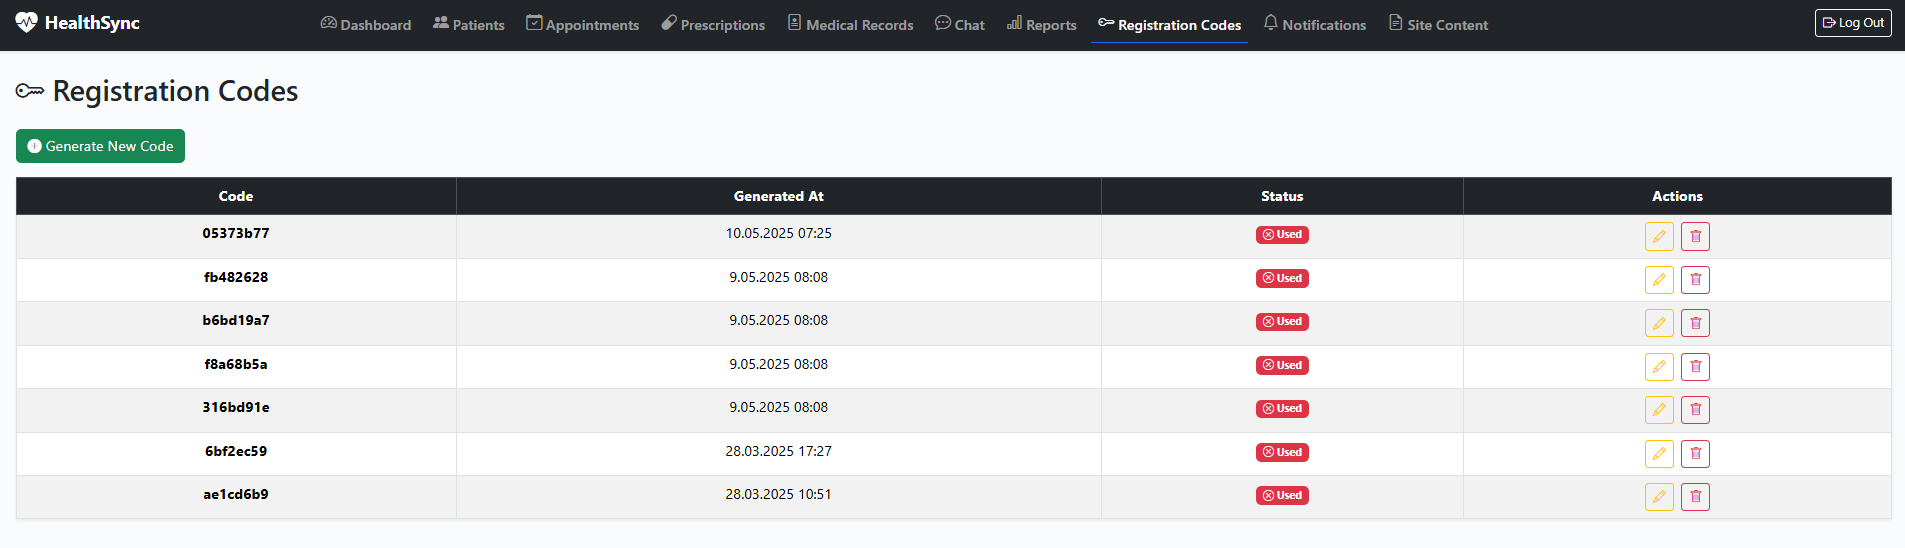 HealthSync Dashboard Patients Appointments Prescriptions Medical Records Chat Reports Registration Codes Notifications Site Content Log Out
Registration Codes
Generate New Code
Code Generated At Status Actions
05373b77 10.05.2025 07:25 Used
fb482628 9.05.2025 08:08 Used
b6bd19a7 9.05.2025 08:08 Used
f8a68b5a 9.05.2025 08:08 Used
316bd91e 9.05.2025 08:08 Used
6bf2ec59 28.03.2025 17:27 Used
ae1cd6b9 28.03.2025 10:51 Used